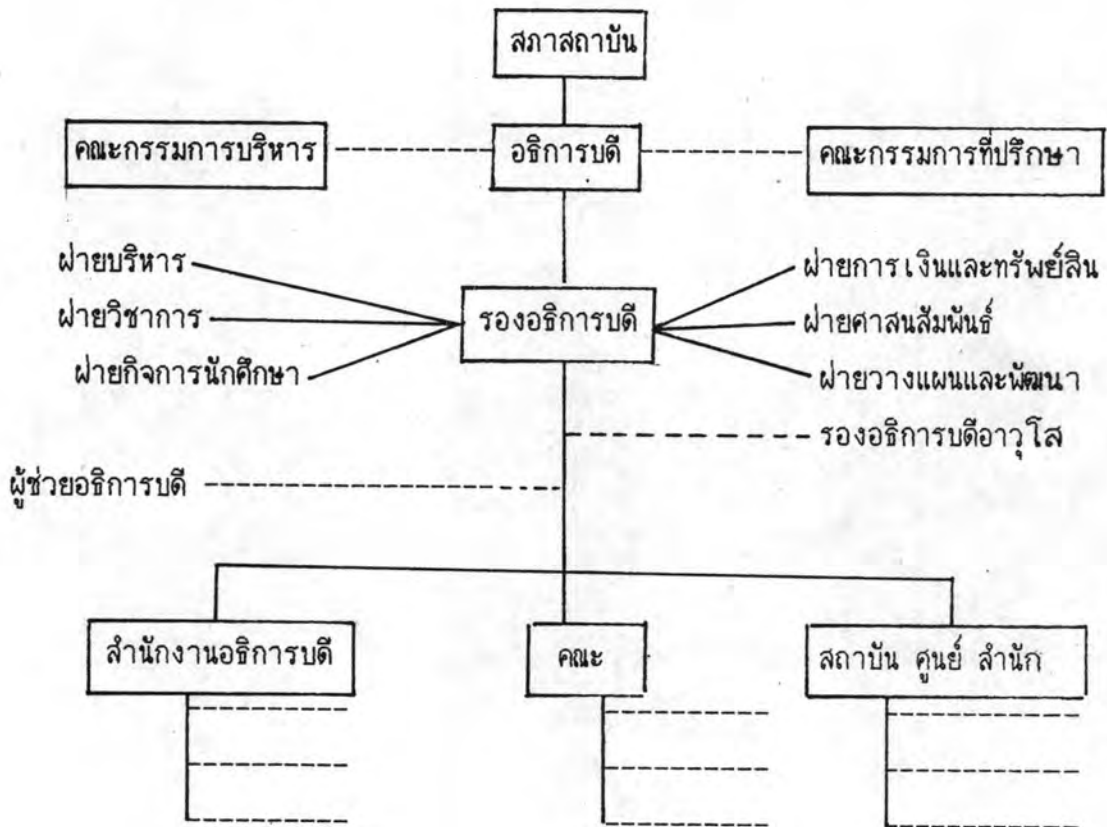 สภาสถาบัน
คณะกรรมการบริหาร
อธิการบดี
คณะกรรมการที่ปรึกษา
ฝ่ายบริหาร
ฝ่ายวิชาการ
ฝ่ายกิจการนักศึกษา
รองอธิการบดี
ฝ่ายการเงินและทรัพย์สิน
ฝ่ายศาสนสัมพันธ์
ฝ่ายวางแผนและพัฒนา
รองอธิการบดีอาวุโส
ผู้ช่วยอธิการบดี
สำนักงานอธิการบดี
คณะ
สถาบัน ศูนย์ สำนัก